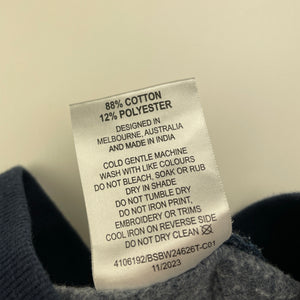 88% COTTON
12% POLYESTER
DESIGNED IN
MELBOURNE, AUSTRALIA
AND MADE IN INDIA
COLD GENTLE MACHINE
WASH WITH LIKE COLOURS
DO NOT BLEACH, SOAK OR RUB
DRY IN SHADE
DO NOT TUMBLE DRY
DO NOT IRON PRINT,
EMBROIDERY OR TRIMS
COOL IRON ON REVERSE SIDE
DO NOT DRY CLEAN
4106192/BSBW24626T-C01
11/2023